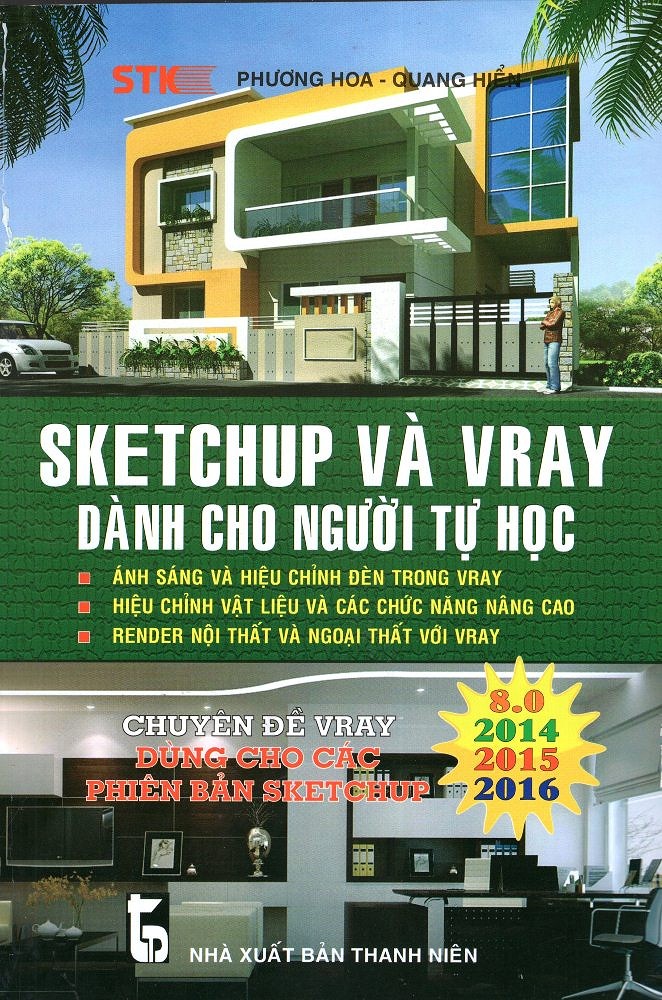 STK PHƯƠNG HOA - QUANG HIỂN
SKETCHUP VÀ VRAY
DÀNH CHO NGƯỜI TỰ HỌC
ÁNH SÁNG VÀ HIỆU CHỈNH ĐÈN TRONG VRAY
HIỆU CHỈNH VẬT LIỆU VÀ CÁC CHỨC NĂNG NÂNG CAO
RENDER NỘI THẤT VÀ NGOẠI THẤT VỚI VRAY
CHUYÊN ĐỀ VRAY
DÙNG CHO CÁC
PHIÊN BẢN SKETCHUP
8.0
2014
2015
2016
NHÀ XUẤT BẢN THANH NIÊN